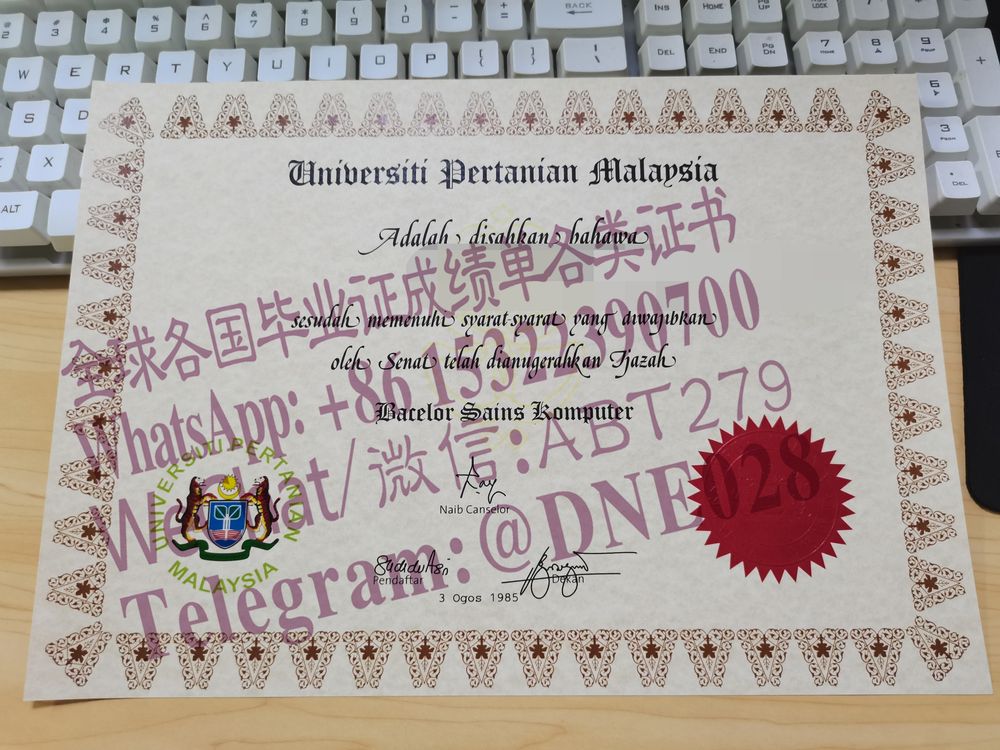 Universiti Pertanian Malaysia
Adalah disahkan bahawa
全球各国毕业证成绩单各类证书
sesudah memenuhi syarat-syarat yang diwajibkan
WhatsApp: +86 15322390700
oleh Senat telah dianugerahkan Ijazah
Bacelor Sains Komputer
Wechat/微信:ABT279
UNIVERSITI PERTANIAN
MALAYSIA
Naib Canselor
Telegram:@DNE028
Pendaftar
Dekan
3 Ogos 1985